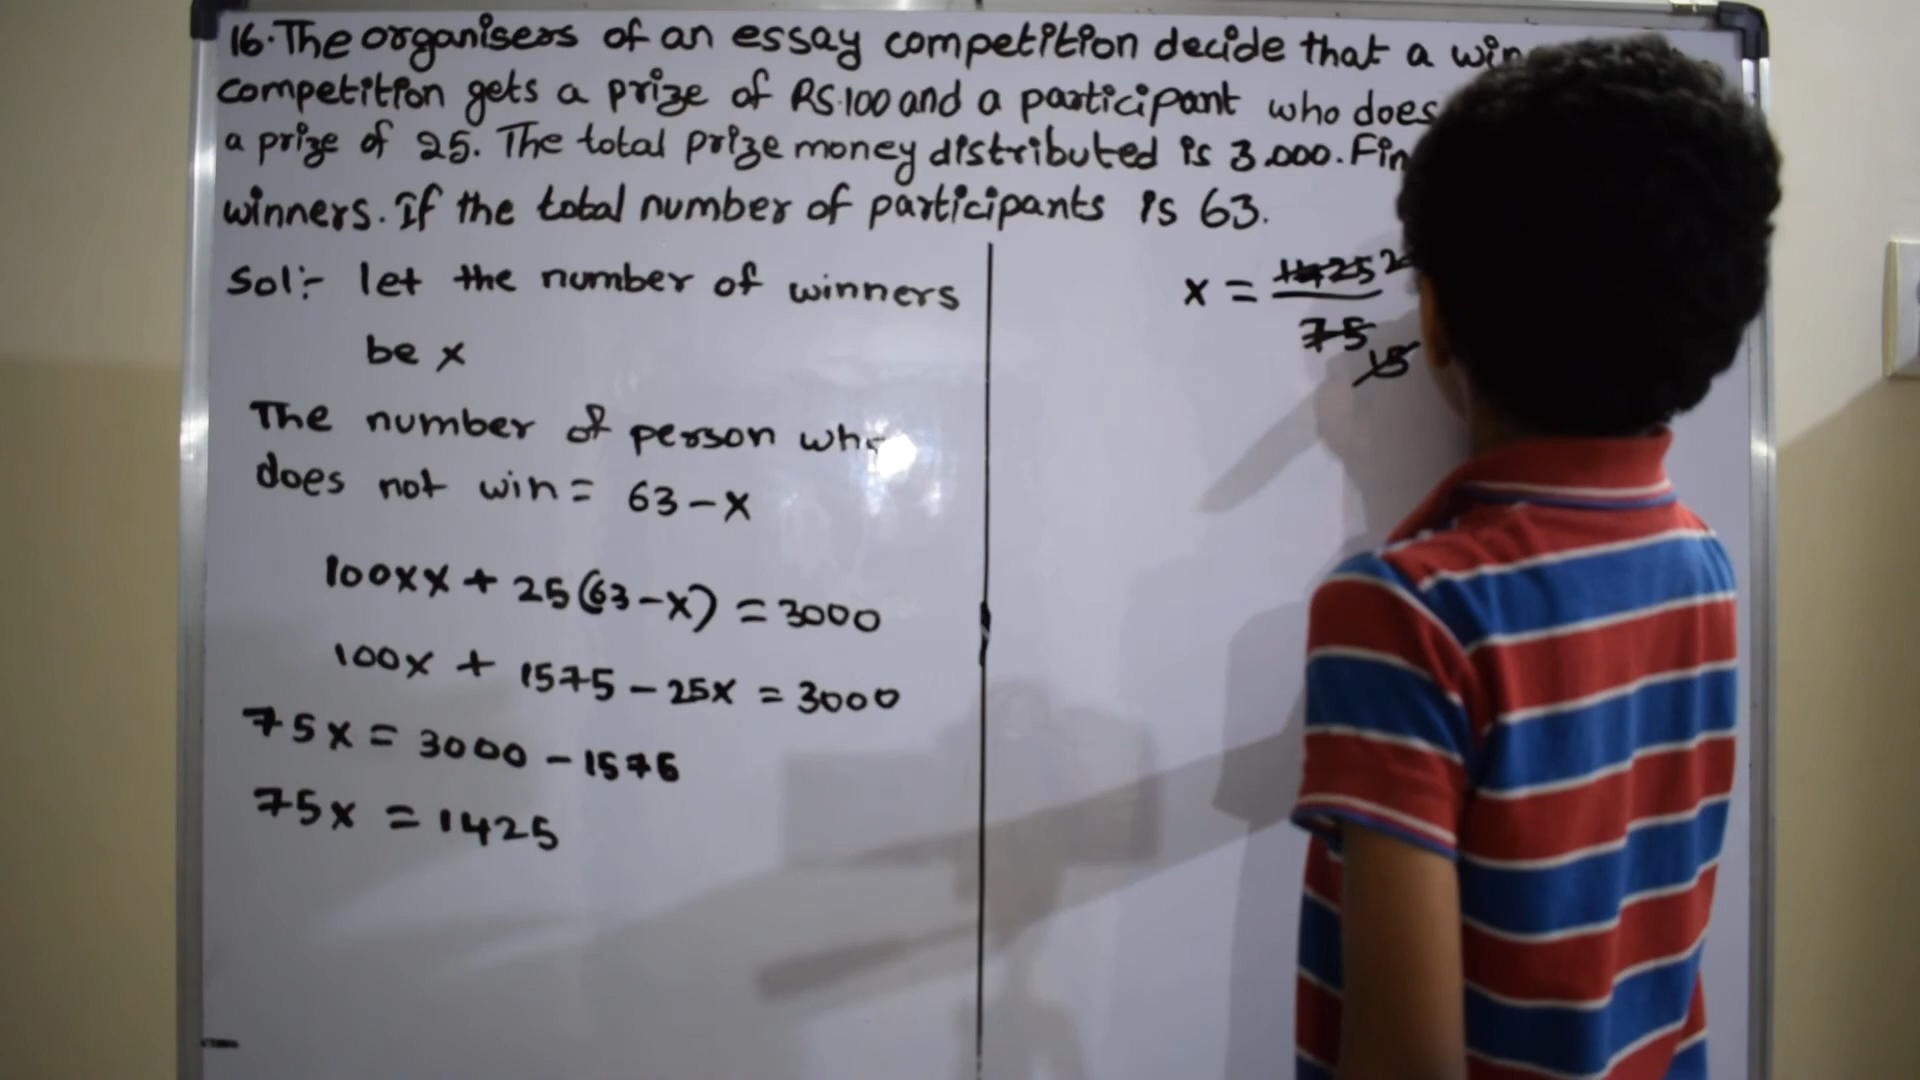 16. The organisers of an essay competition decide that a
competition gets a prize of RS.100 and a participant who does
a prize of 25. The total prize money distributed is 3.000.
winners. If the total number of participants is 63.
Sol:- let the number of winners
be x
The number of person who
does not win = 63 - x
100xx + 25(63-x) = 3000
100x + 1575 - 25x = 3000
75x = 3000 - 1575
75x = 1425
x = 1425
75
15